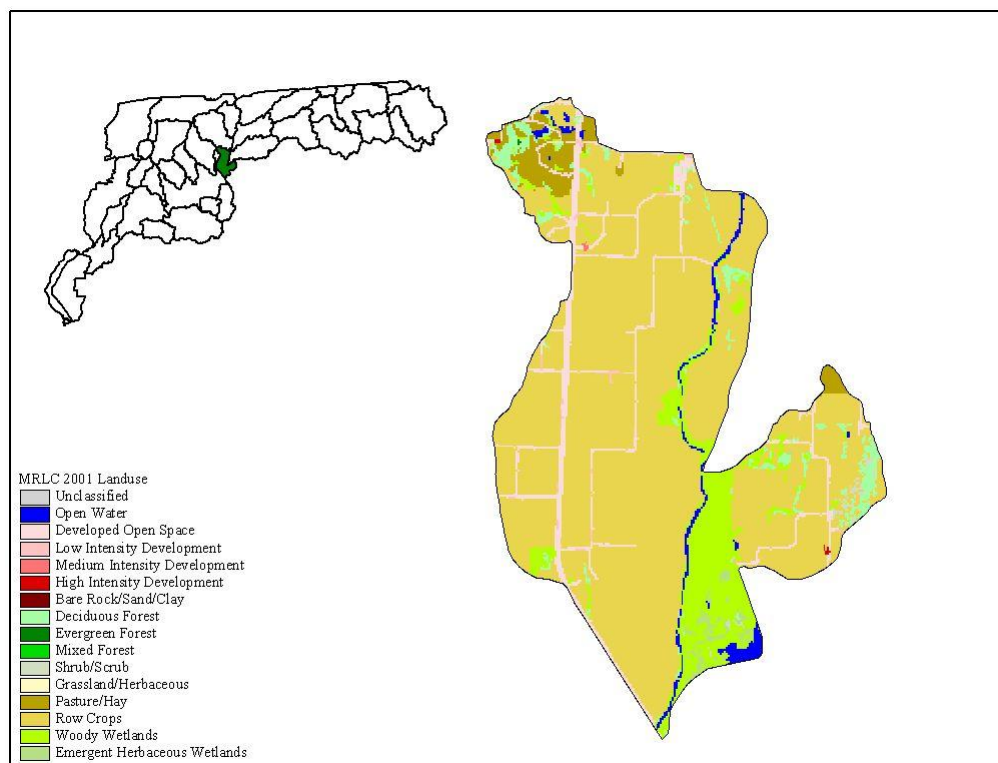 MRLC 2001 Landuse
Unclassified
Open Water
Developed Open Space
Low Intensity Development
Medium Intensity Development
High Intensity Development
Bare Rock/Sand/Clay
Deciduous Forest
Evergreen Forest
Mixed Forest
Shrub/Scrub
Grassland/Herbaceous
Pasture/Hay
Row Crops
Woody Wetlands
Emergent Herbaceous Wetlands